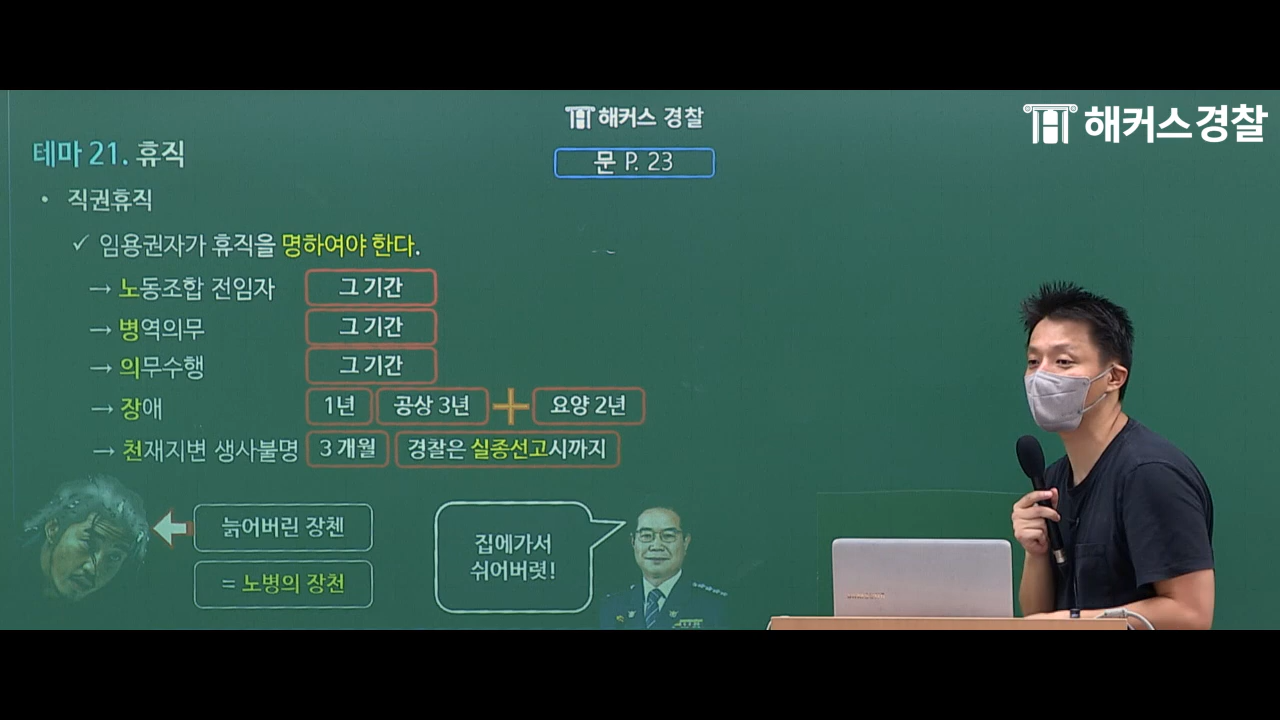 해커스 경찰
해커스경찰
테마 21. 휴직
문 P. 23
• 직권휴직
✓ 임용권자가 휴직을 명하여야 한다.
→ 노동조합 전임자 그 기간
→ 병역의무 그 기간
→ 의무수행 그 기간
→ 장애 1년 공상 3년 + 요양 2년
→ 천재지변 생사불명 3 개월 경찰은 실종선고시까지
늙어버린 장첸
= 노병의 장천
집에가서
쉬어버렷!